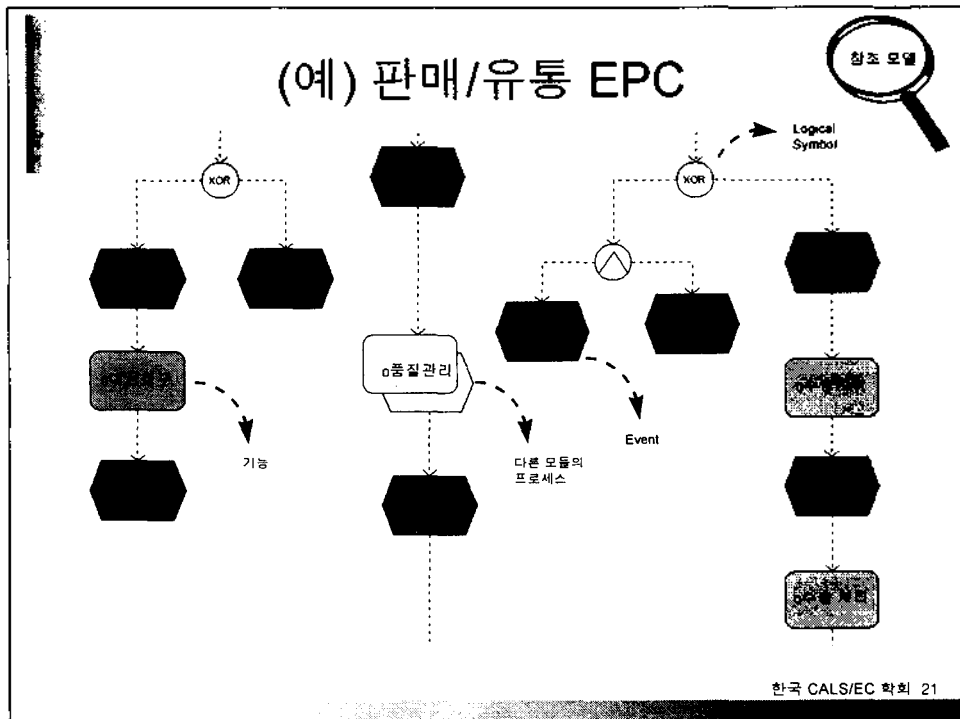 참조 모델
(예) 판매/유통 EPC
Logical
Symbol
XOR
XOR
품질관리
기능
다른 모듈의
프로세스
Event
한국 CALS/EC 학회 21